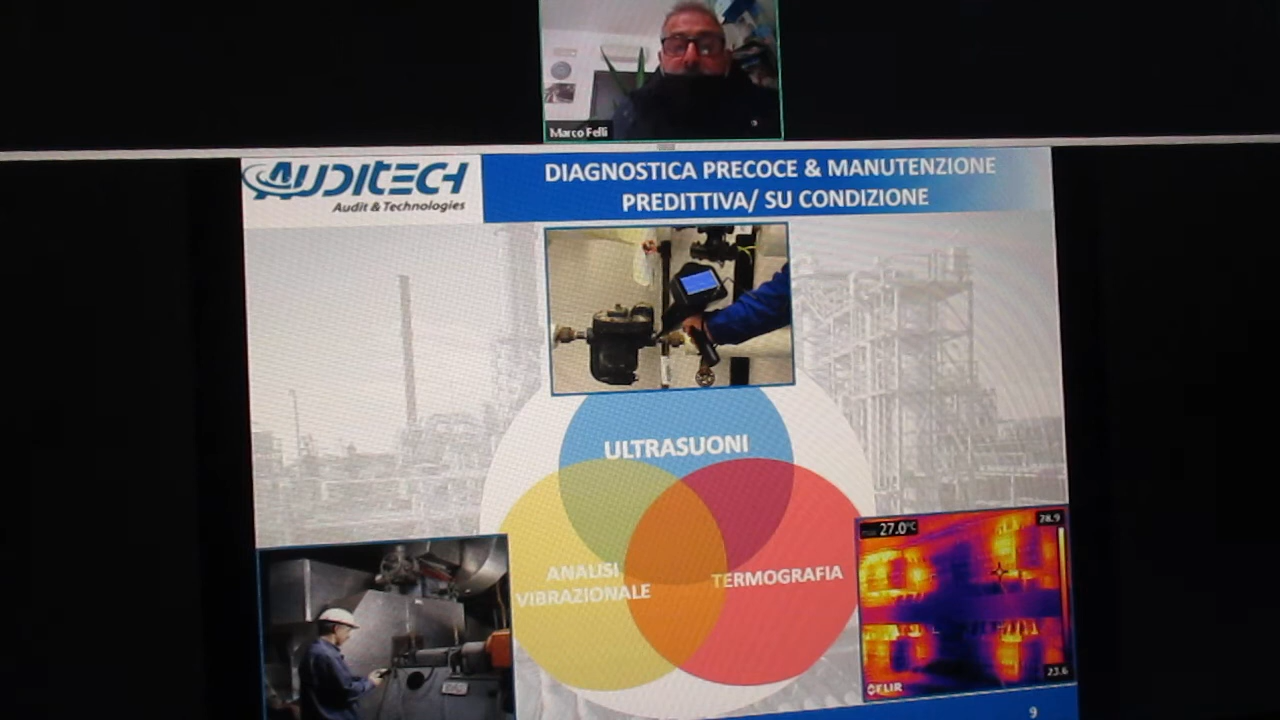 Marco Felli
AUDITECH
Audit & Technologies
DIAGNOSTICA PRECOCE & MANUTENZIONE
PREDITTIVA/ SU CONDIZIONE
ULTRASUONI
ANALISI
VIBRAZIONALE
TERMOGRAFIA
27.0°C
28.9
23.6
FLIR
9